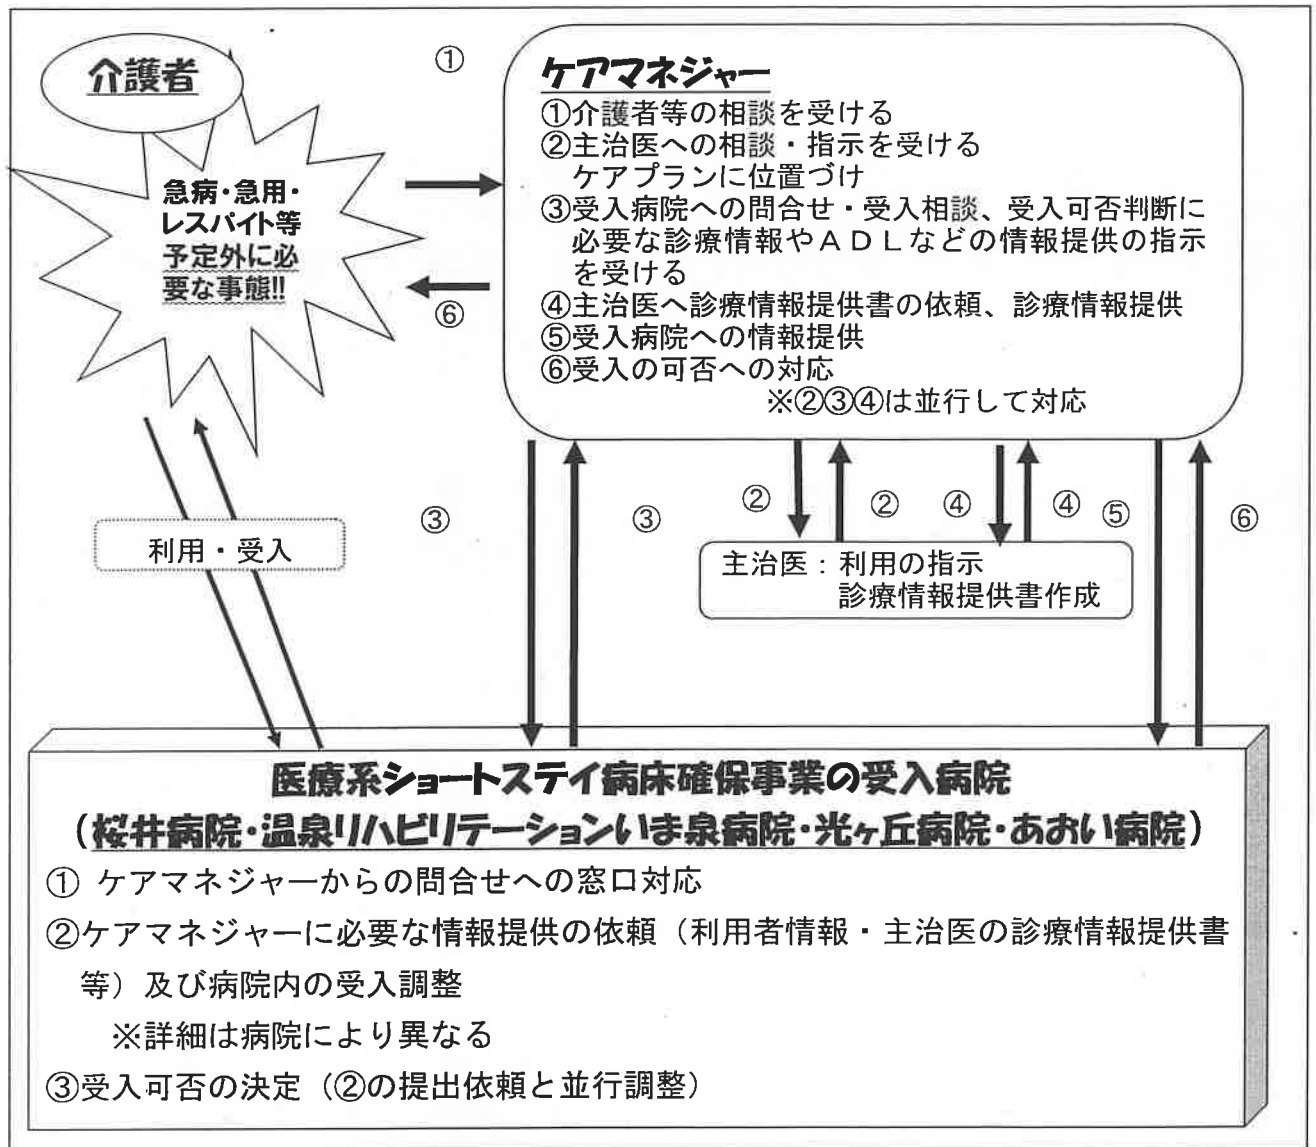 介護者
急病・急用・
レスパイト等
予定外に必
要な事態!!
①
⑥
ケアマネジャー
①介護者等の相談を受ける
②主治医への相談・指示を受ける
ケアプランに位置づけ
③受入病院への問合せ・受入相談、受入可否判断に
必要な診療情報やＡＤＬなどの情報提供の指示
を受ける
④主治医へ診療情報提供書の依頼、診療情報提供
⑤受入病院への情報提供
⑥受入の可否への対応
※②③④は並行して対応
利用・受入
③
③
②
②
④
④
⑤
⑥
主治医：利用の指示
診療情報提供書作成
医療系ショートステイ病床確保事業の受入病院
（桜井病院・温泉リハビリテーションいま泉病院・光ヶ丘病院・あおい病院）
① ケアマネジャーからの問合せへの窓口対応
②ケアマネジャーに必要な情報提供の依頼（利用者情報・主治医の診療情報提供書
等）及び病院内の受入調整
※詳細は病院により異なる
③受入可否の決定（②の提出依頼と並行調整）